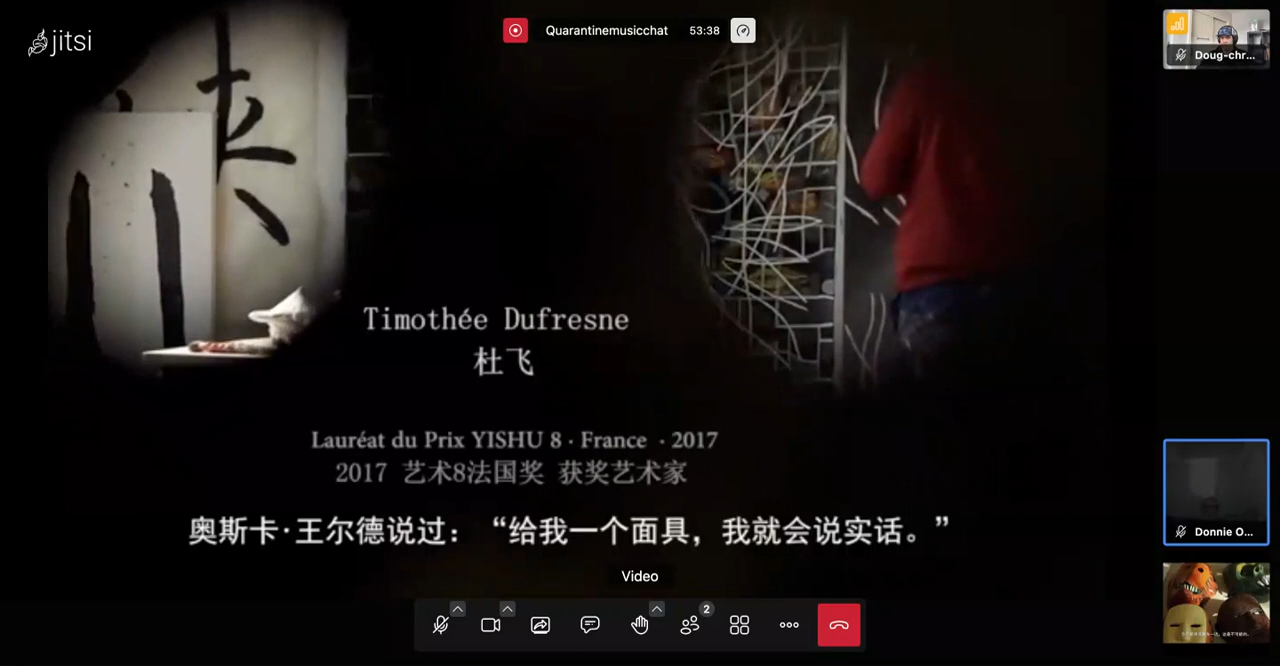 jitsi
Quarantinemusicchat 53:38
Doug-chr...
Timothée Dufresne
杜飞
Lauréat du Prix YISHU 8 · France · 2017
2017 艺术8法国奖 获奖艺术家
奥斯卡·王尔德说过：“给我一个面具，我就会说实话。”
Donnie O...
Video
2